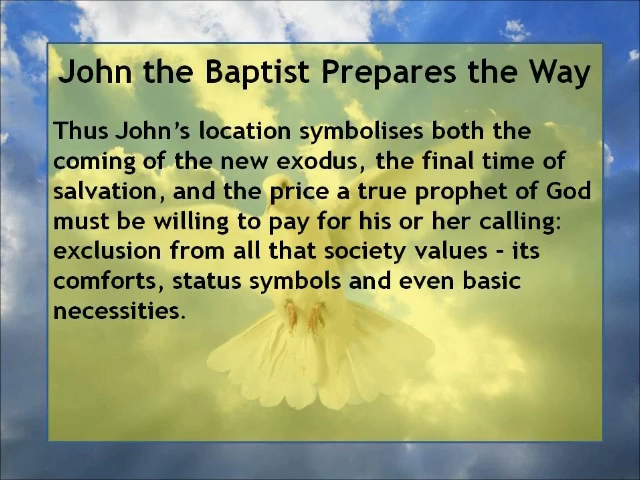 John the Baptist Prepares the Way
Thus John’s location symbolises both the
coming of the new exodus, the final time of
salvation, and the price a true prophet of God
must be willing to pay for his or her calling:
exclusion from all that society values - its
comforts, status symbols and even basic
necessities.